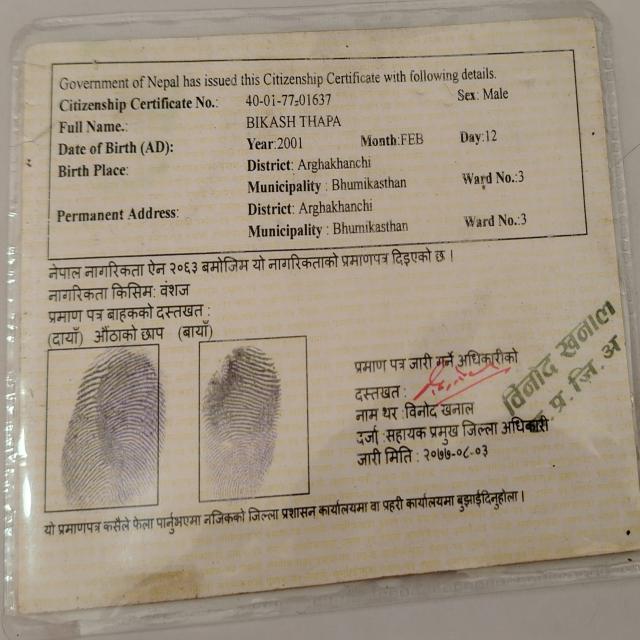 Government of Nepal has issued this Citizenship Certificate with following details.
Citizenship Certificate No.: 40-01-77-01637 Sex: Male
Full Name.: BIKASH THAPA
Date of Birth (AD): Year:2001 Month:FEB Day:12
Birth Place: District: Arghakhanchi
Municipality : Bhumikasthan Ward No.:3
Permanent Address: District: Arghakhanchi
Municipality : Bhumikasthan Ward No.:3
नेपाल नागरिकता ऐन २०६३ बमोजिम यो नागरिकताको प्रमाणपत्र दिइएको छ ।
नागरिकता किसिम: वंशज
प्रमाण पत्र बाहकको दस्तखत :
(दायाँ) औंठाको छाप (बायाँ)
प्रमाण पत्र जारी गर्ने अधिकारीको
दस्तखत :
नाम थर :विनोद खनाल
दर्जा :सहायक प्रमुख जिल्ला अधिकारी
जारी मिति : २०७७-०८-०३
विनोद खनाल
प्र. जि. अ
यो प्रमाणपत्र कसैले फेला पार्नुभएमा नजिकको जिल्ला प्रशासन कार्यालयमा वा प्रहरी कार्यालयमा बुझाईदिनुहोला ।